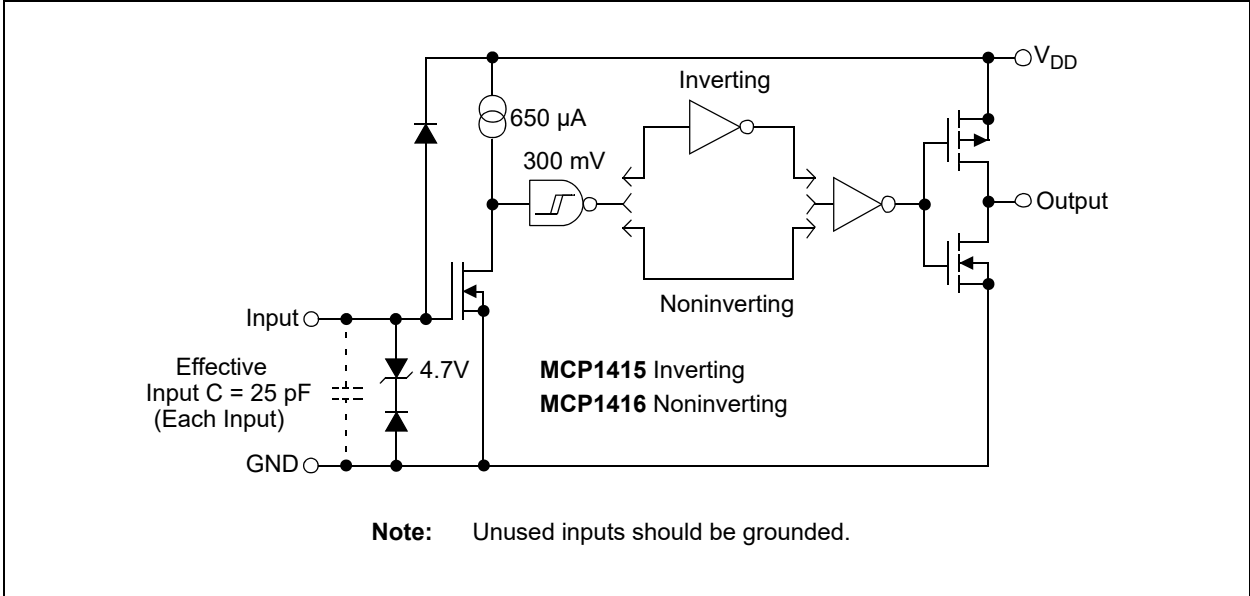 V_DD
Inverting
650 µA
300 mV
Output
Noninverting
Input
Effective
Input C = 25 pF
(Each Input)
4.7V
MCP1415 Inverting
MCP1416 Noninverting
GND
Note: Unused inputs should be grounded.